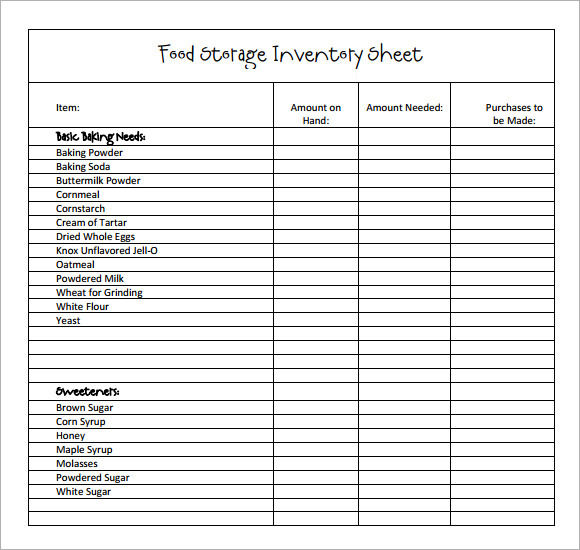 Food Storage Inventory Sheet
Item: Amount on Hand: Amount Needed: Purchases to be Made:
Basic Baking Needs:
Baking Powder
Baking Soda
Buttermilk Powder
Cornmeal
Cornstarch
Cream of Tartar
Dried Whole Eggs
Knox Unflavored Jell-O
Oatmeal
Powdered Milk
Wheat for Grinding
White Flour
Yeast
Sweeteners:
Brown Sugar
Corn Syrup
Honey
Maple Syrup
Molasses
Powdered Sugar
White Sugar